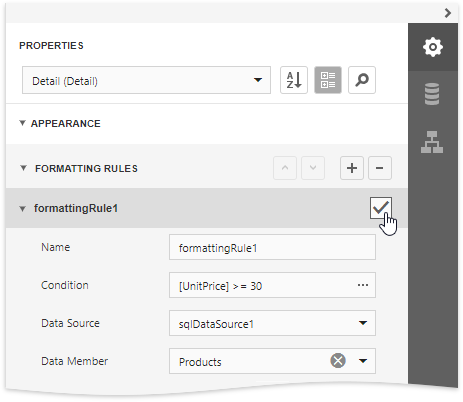 PROPERTIES
Detail (Detail)
A
Z
APPEARANCE
FORMATTING RULES
formattingRule1
Name formattingRule1
Condition [UnitPrice] >= 30 ...
Data Source sqlDataSource1
Data Member Products